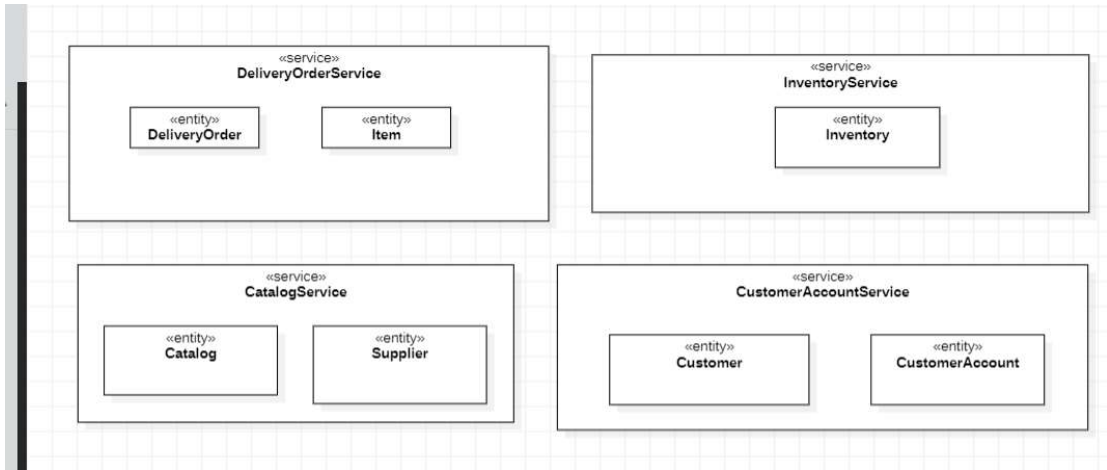 «service»
DeliveryOrderService
«entity»
DeliveryOrder
«entity»
Item
«service»
InventoryService
«entity»
Inventory
«service»
CatalogService
«entity»
Catalog
«entity»
Supplier
«service»
CustomerAccountService
«entity»
Customer
«entity»
CustomerAccount